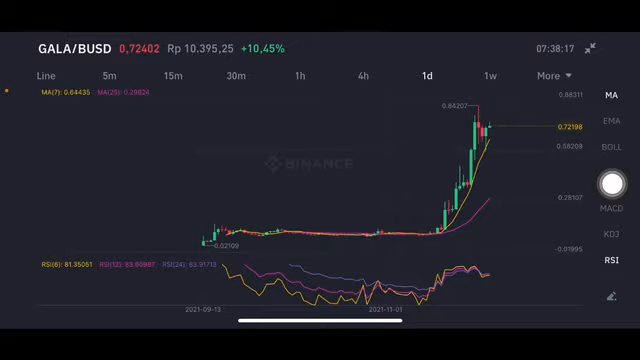 GALA/BUSD 0,72402 Rp 10.395,25 +10,45% 07:38:17
Line 5m 15m 30m 1h 4h 1d 1w More
MA(7): 0.64435 MA(25): 0.29824
0.88311
MA
0.84207
EMA
0.72198
0.58209
BOLL
BINANCE
0.28107
MACD
KDJ
0.02109
-0.01995
RSI(6): 81.35051 RSI(12): 83.60997 RSI(24): 83.91713
RSI
2021-09-13 2021-11-01